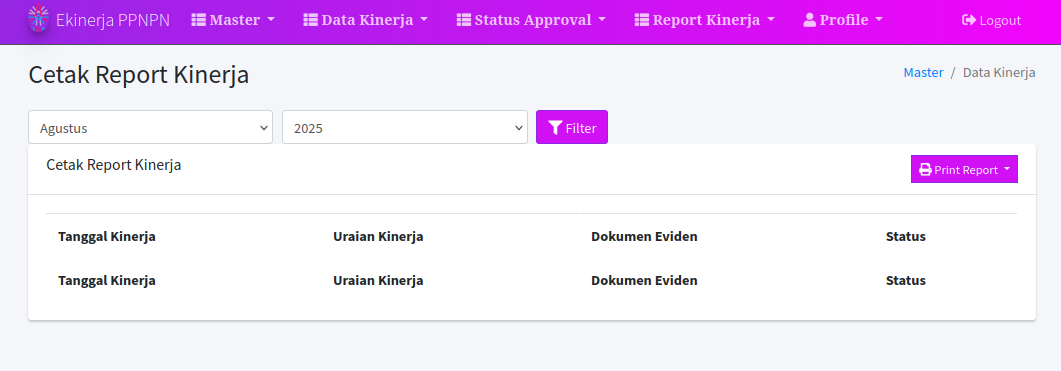 Ekinerja PPNPN Master Data Kinerja Status Approval Report Kinerja Profile Logout
Cetak Report Kinerja
Master / Data Kinerja
Agustus 2025 Filter
Cetak Report Kinerja Print Report
Tanggal Kinerja Uraian Kinerja Dokumen Eviden Status
Tanggal Kinerja Uraian Kinerja Dokumen Eviden Status